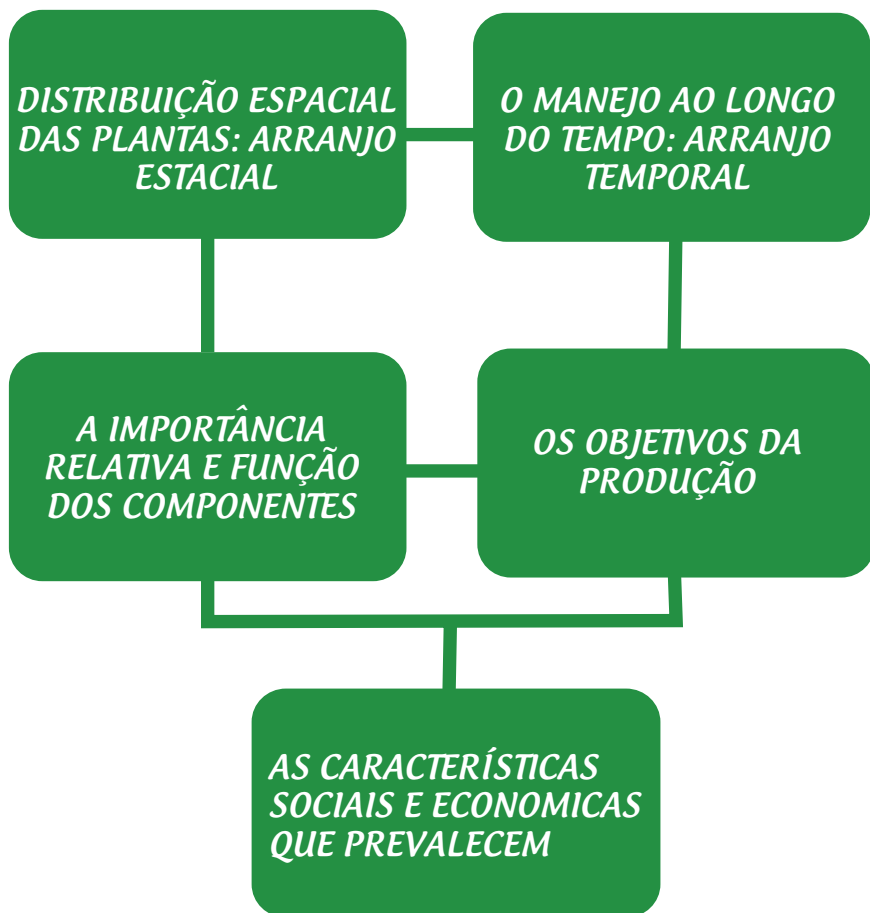 DISTRIBUIÇÃO ESPACIAL
DAS PLANTAS: ARRANJO
ESTACIAL
O MANEJO AO LONGO
DO TEMPO: ARRANJO
TEMPORAL
A IMPORTÂNCIA
RELATIVA E FUNÇÃO
DOS COMPONENTES
OS OBJETIVOS DA
PRODUÇÃO
AS CARACTERÍSTICAS
SOCIAIS E ECONOMICAS
QUE PREVALECEM